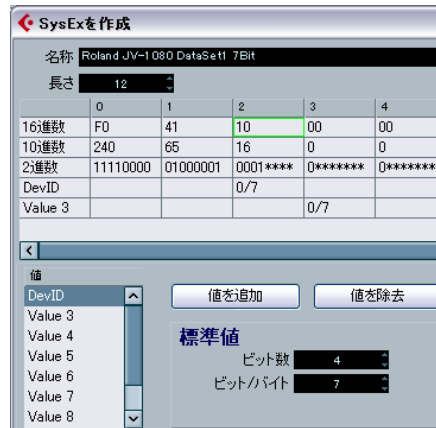 SysExを作成
名称 Roland JV-1080 DataSet1 7Bit
長さ 12
0 1 2 3 4
16進数 F0 41 10 00 00
10進数 240 65 16 0 0
2進数 11110000 01000001 0001**** 0******* 0*******
DevID 0/7
Value 3 0/7
値
DevID 値を追加 値を除去
Value 3
Value 4 標準値
Value 5 ビット数 4
Value 6 ビット/バイト 7
Value 7
Value 8